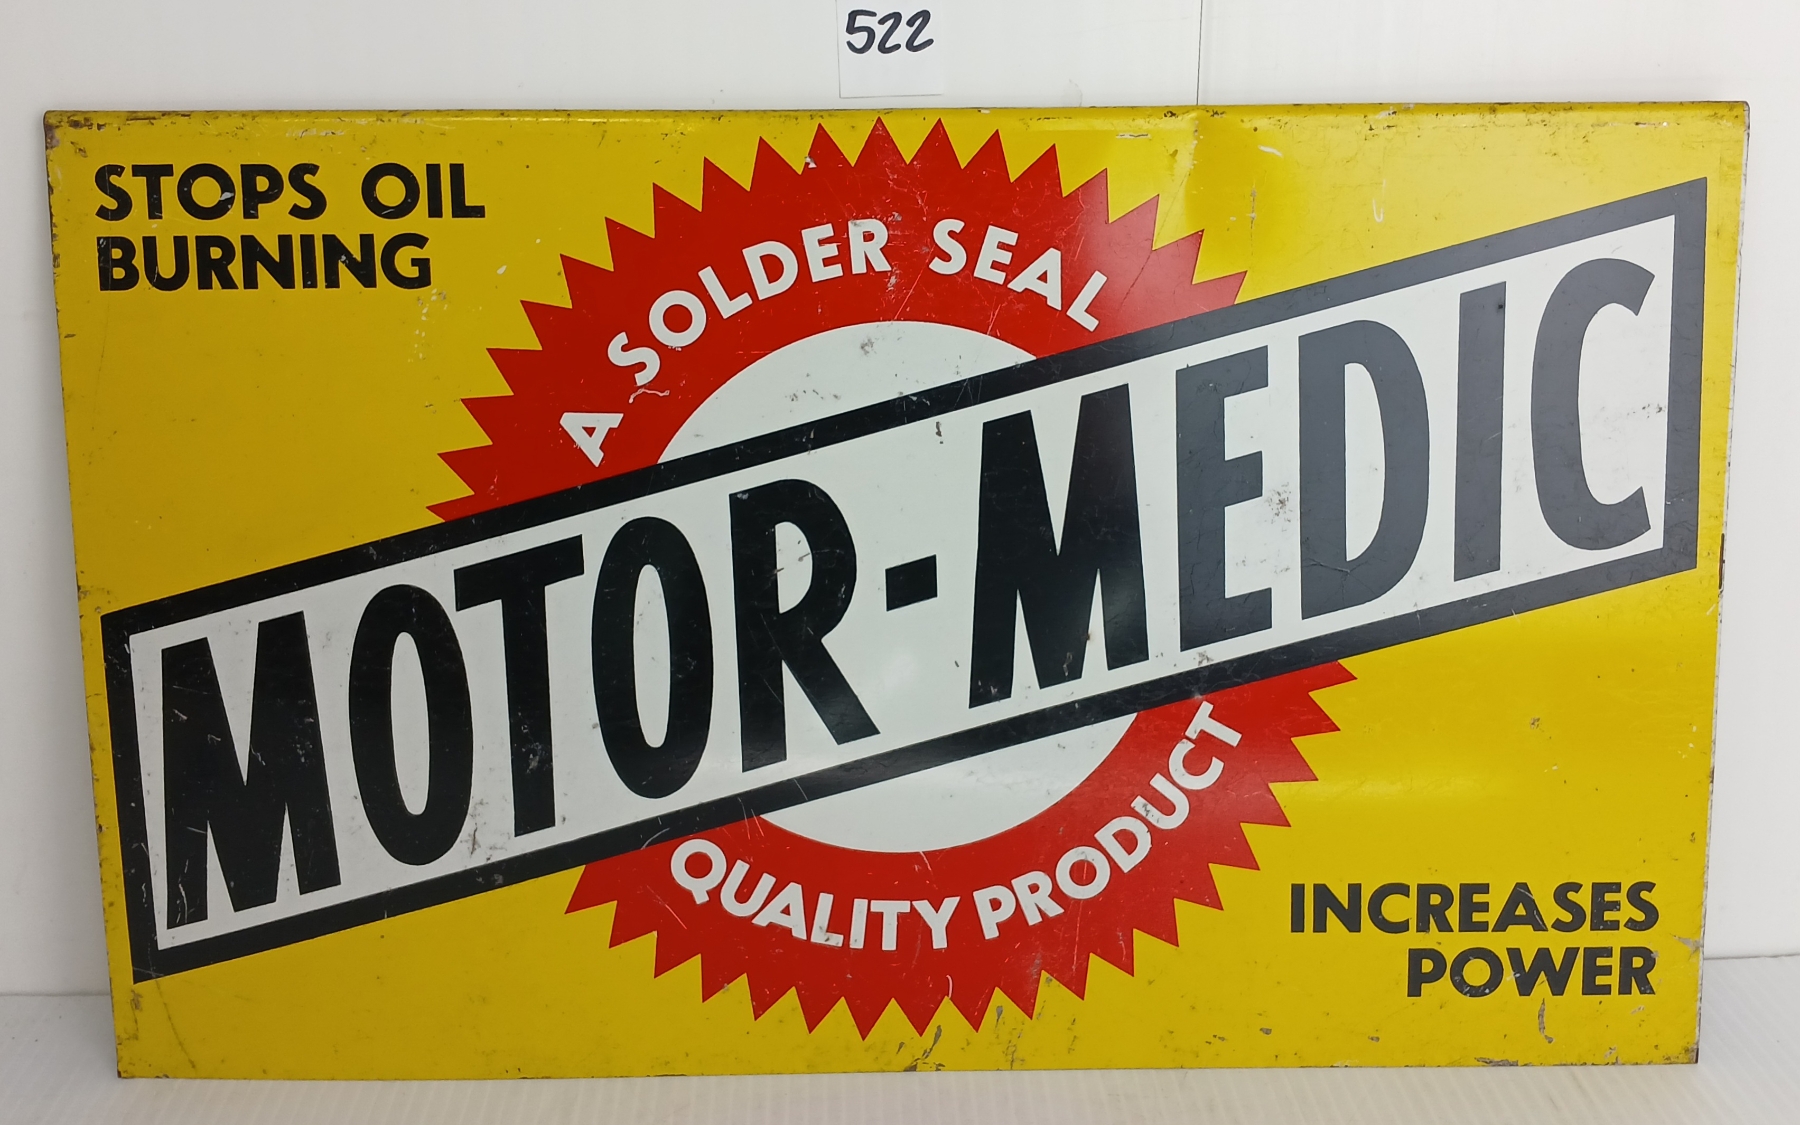 522
STOPS OIL
BURNING
A SOLDER SEAL
MOTOR-MEDIC
QUALITY PRODUCT
INCREASES
POWER